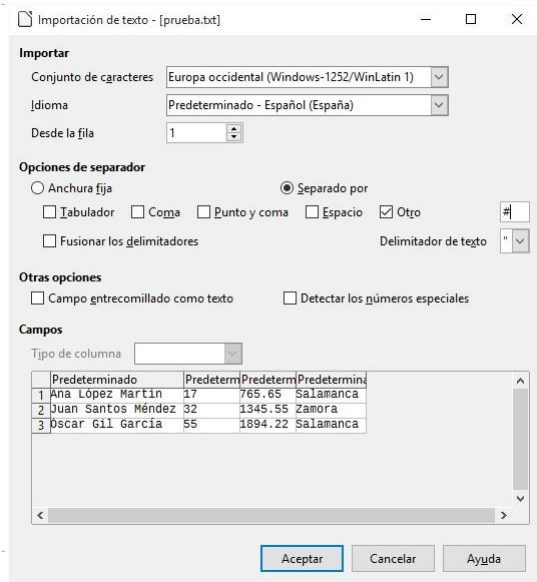 Importación de texto - [prueba.txt]
Importar
Conjunto de caracteres Europa occidental (Windows-1252/WinLatin 1)
Idioma Predeterminado - Español (España)
Desde la fila 1
Opciones de separador
Anchura fija Separado por
Tabulador Coma Punto y coma Espacio Otro #
Fusionar los delimitadores Delimitador de texto "
Otras opciones
Campo entrecomillado como texto Detectar los números especiales
Campos
Tipo de columna
Predeterminado Predeterm Predeterm Predetermina
1 Ana López Martín 17 765.65 Salamanca
2 Juan Santos Méndez 32 1345.55 Zamora
3 Óscar Gil García 55 1894.22 Salamanca
Aceptar Cancelar Ayuda